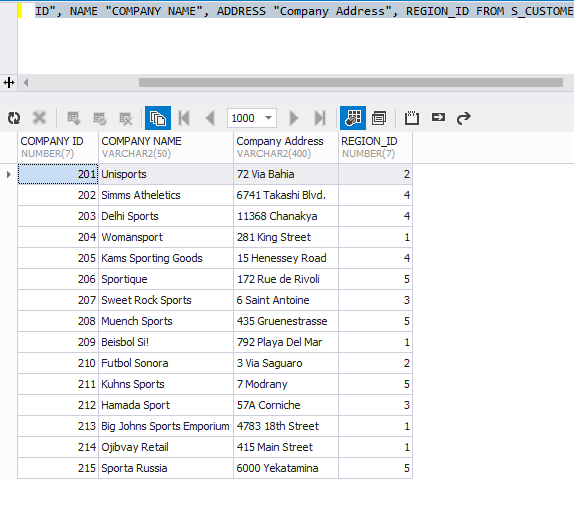 ID", NAME "COMPANY NAME", ADDRESS "Company Address", REGION_ID FROM S_CUSTOME
1000
COMPANY ID COMPANY NAME Company Address REGION_ID
NUMBER(7) VARCHAR2(50) VARCHAR2(400) NUMBER(7)
201 Unisports 72 Via Bahia 2
202 Simms Atheletics 6741 Takashi Blvd. 4
203 Delhi Sports 11368 Chanakya 4
204 Womansport 281 King Street 1
205 Kams Sporting Goods 15 Henessey Road 4
206 Sportique 172 Rue de Rivoli 5
207 Sweet Rock Sports 6 Saint Antoine 3
208 Muench Sports 435 Gruenestrasse 5
209 Beisbol Si! 792 Playa Del Mar 1
210 Futbol Sonora 3 Via Saguaro 2
211 Kuhns Sports 7 Modrany 5
212 Hamada Sport 57A Corniche 3
213 Big Johns Sports Emporium 4783 18th Street 1
214 Ojibvay Retail 415 Main Street 1
215 Sporta Russia 6000 Yekatamina 5